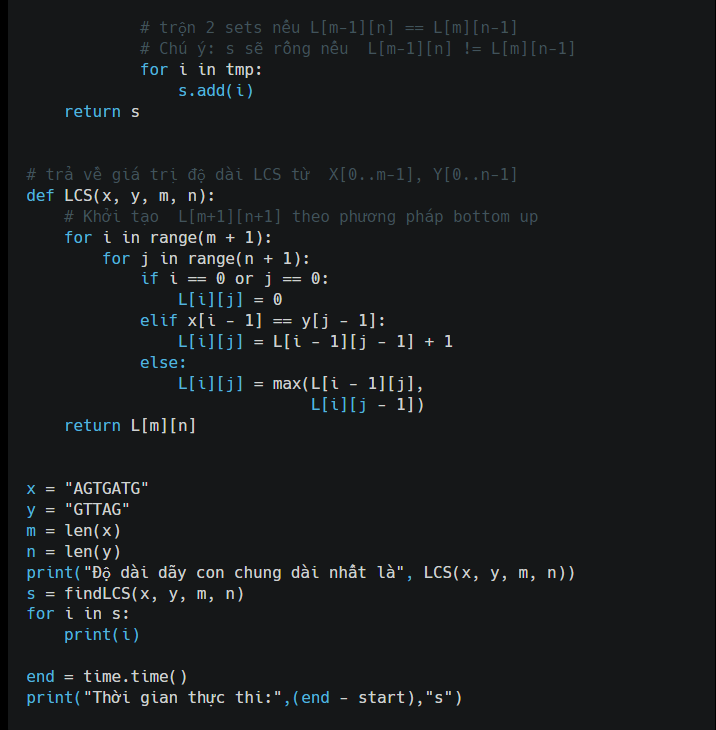 # trộn 2 sets nếu L[m-1][n] == L[m][n-1]
            # Chú ý: s sẽ rỗng nếu  L[m-1][n] != L[m][n-1]
            for i in tmp:
                s.add(i)
    return s
# trả về giá trị độ dài LCS từ  X[0..m-1], Y[0..n-1]
def LCS(x, y, m, n):
    # Khởi tạo  L[m+1][n+1] theo phương pháp bottom up
    for i in range(m + 1):
        for j in range(n + 1):
            if i == 0 or j == 0:
                L[i][j] = 0
            elif x[i - 1] == y[j - 1]:
                L[i][j] = L[i - 1][j - 1] + 1
            else:
                L[i][j] = max(L[i - 1][j],
                              L[i][j - 1])
    return L[m][n]
x = "AGTGATG"
y = "GTTAG"
m = len(x)
n = len(y)
print("Độ dài dãy con chung dài nhất là", LCS(x, y, m, n))
s = findLCS(x, y, m, n)
for i in s:
    print(i)
end = time.time()
print("Thời gian thực thi:",(end - start),"s")